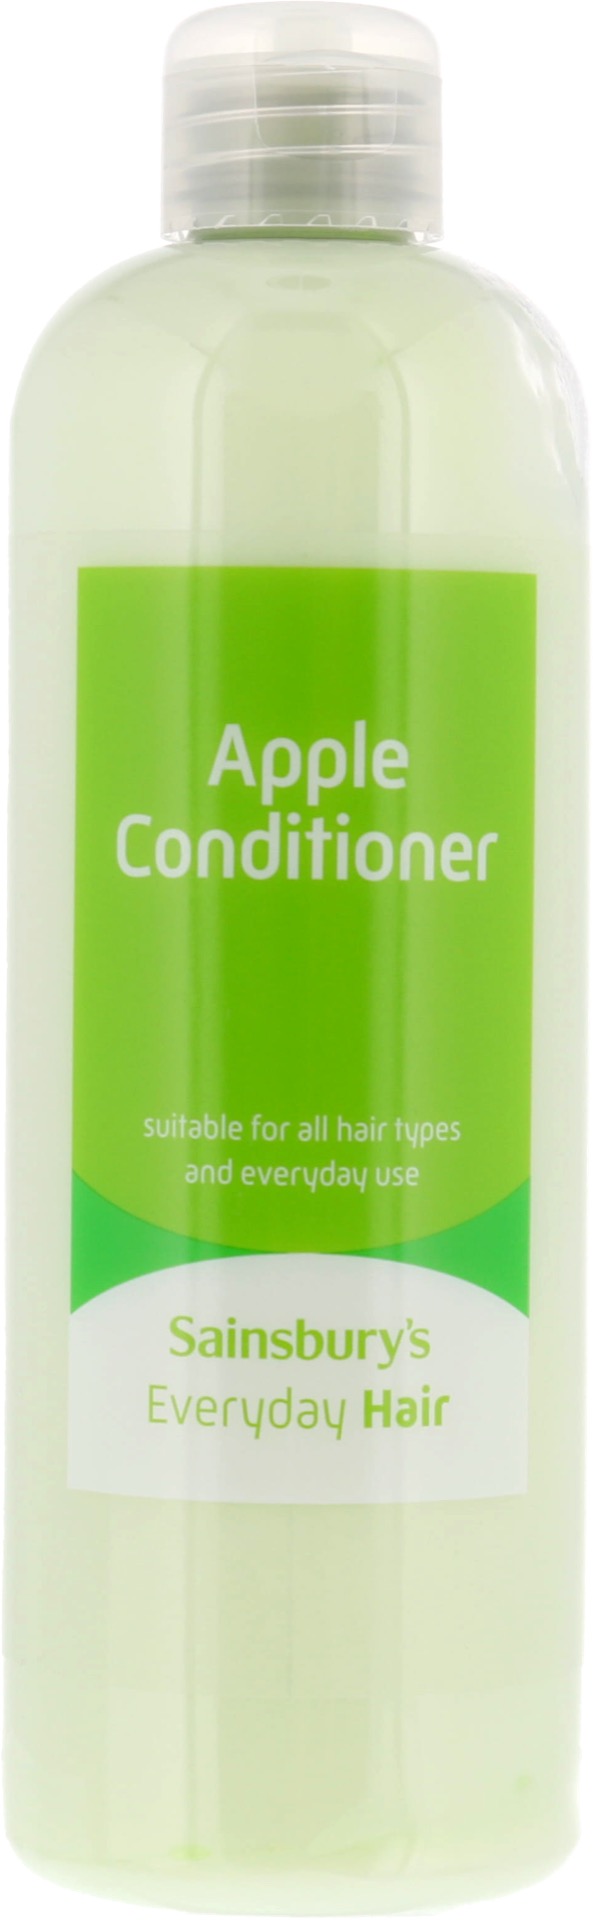 Apple
Conditioner
suitable for all hair types
and everyday use
Sainsbury's
Everyday Hair